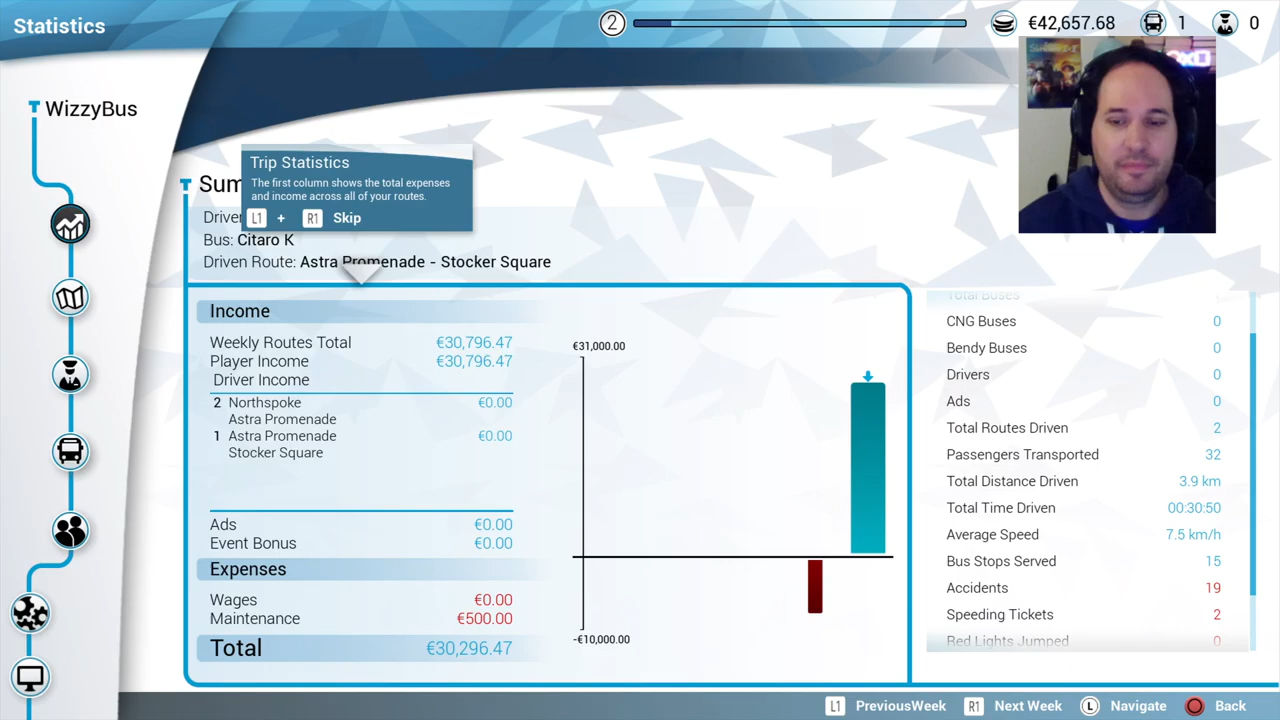 Statistics
2
€42,657.68
1
0
WizzyBus
Trip Statistics
The first column shows the total expenses
and income across all of your routes.
L1 + R1 Skip
Sum
Driver
Bus: Citaro K
Driven Route: Astra Promenade - Stocker Square
Income
Weekly Routes Total €30,796.47
Player Income €30,796.47
Driver Income
2 Northspoke €0.00
Astra Promenade
1 Astra Promenade €0.00
Stocker Square
Ads €0.00
Event Bonus €0.00
Expenses
Wages €0.00
Maintenance €500.00
Total €30,296.47
€31,000.00
-€10,000.00
Total Buses
CNG Buses 0
Bendy Buses 0
Drivers 0
Ads 0
Total Routes Driven 2
Passengers Transported 32
Total Distance Driven 3.9 km
Total Time Driven 00:30:50
Average Speed 7.5 km/h
Bus Stops Served 15
Accidents 19
Speeding Tickets 2
Red Lights Jumped 0
L1 PreviousWeek R1 Next Week L Navigate Back